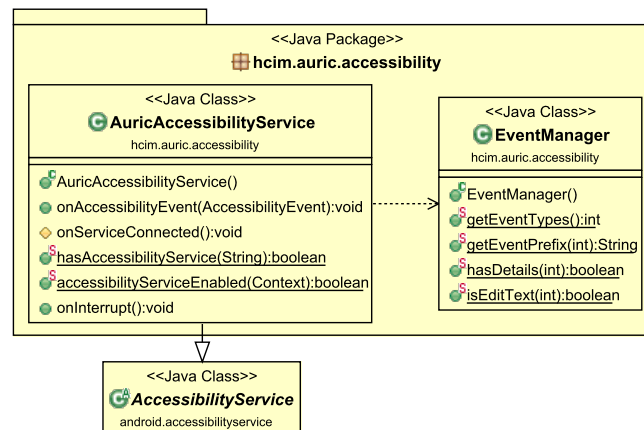 <<Java Package>>
hcim.auric.accessibility
<<Java Class>>
AuricAccessibilityService
hcim.auric.accessibility
AuricAccessibilityService()
onAccessibilityEvent(AccessibilityEvent):void
onServiceConnected():void
hasAccessibilityService(String):boolean
accessibilityServiceEnabled(Context):boolean
onInterrupt():void
<<Java Class>>
EventManager
hcim.auric.accessibility
EventManager()
getEventTypes():int
getEventPrefix(int):String
hasDetails(int):boolean
isEditText(int):boolean
<<Java Class>>
AccessibilityService
android.accessibilityservice